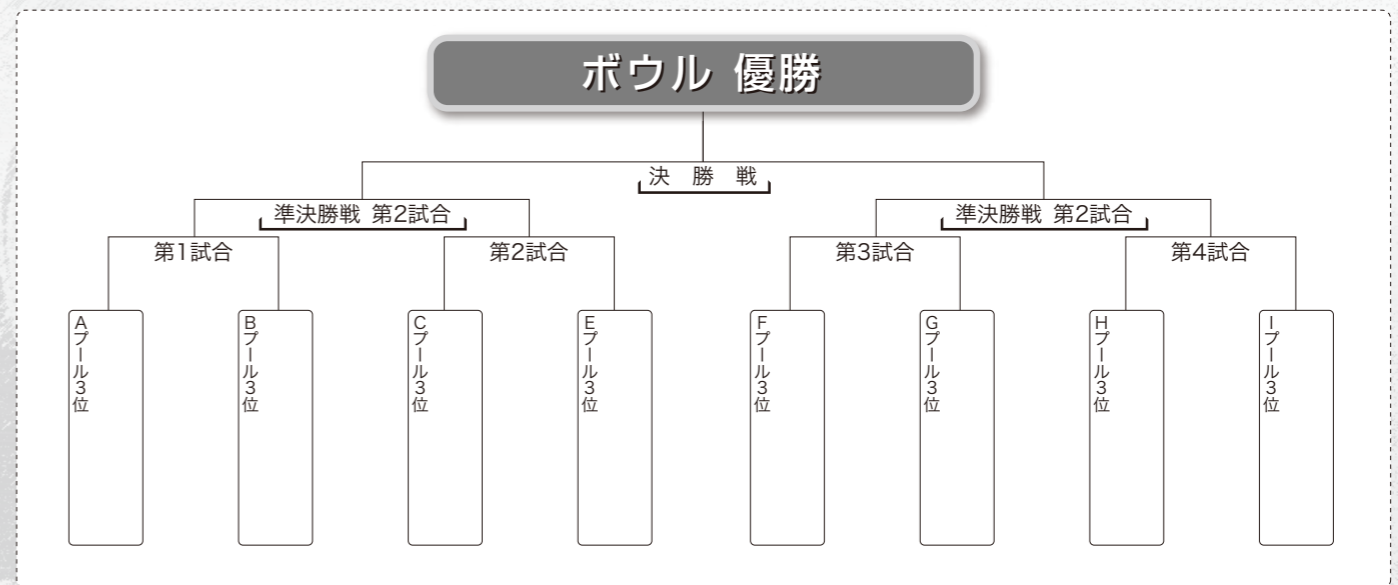 ボウル 優勝
決 勝 戦
準決勝戦 第2試合
準決勝戦 第2試合
第1試合
第2試合
第3試合
第4試合
Aプール3位
Bプール3位
Cプール3位
Eプール3位
Fプール3位
Gプール3位
Hプール3位
Iプール3位